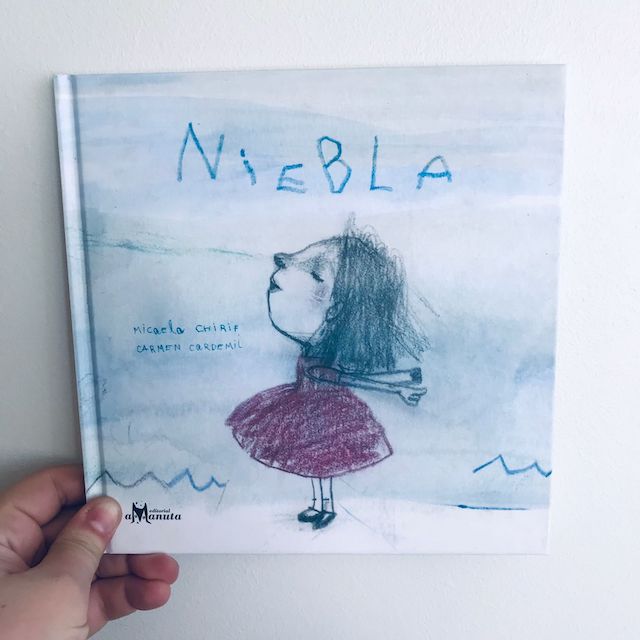 NiEBLA
Micaela CHIRIF
CARMEN CARDEMIL
editorial
aManuta